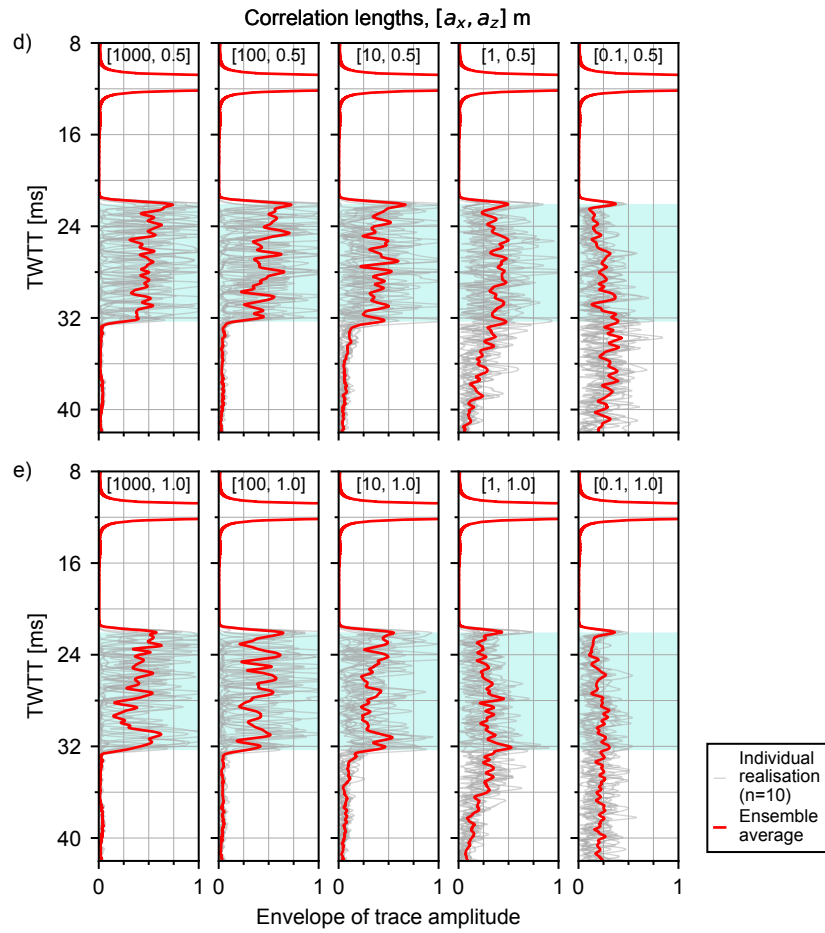 Correlation lengths, [a_x, a_z] m
d)
[1000, 0.5] [100, 0.5] [10, 0.5] [1, 0.5] [0.1, 0.5]
8
16
24
32
40
TWTT [ms]
e)
[1000, 1.0] [100, 1.0] [10, 1.0] [1, 1.0] [0.1, 1.0]
8
16
24
32
40
TWTT [ms]
0 1 0 1 0 1 0 1 0 1
Envelope of trace amplitude
Individual
realisation
(n=10)
Ensemble
average